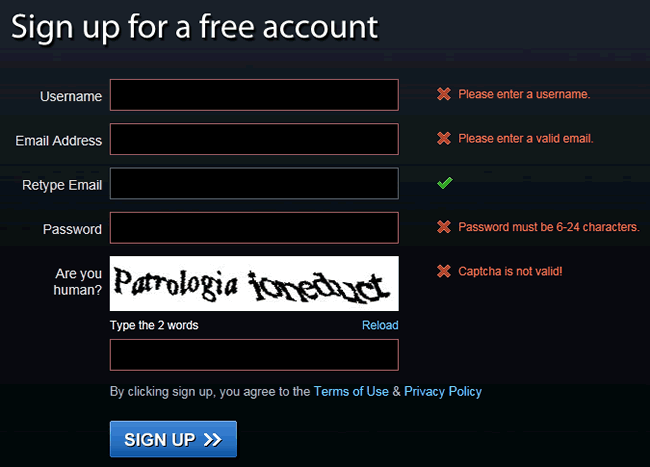 Sign up for a free account
Username
Please enter a username.
Email Address
Please enter a valid email.
Retype Email
Password
Password must be 6-24 characters.
Are you
human?
Patrologia
Captcha is not valid!
Type the 2 words
Reload
By clicking sign up, you agree to the Terms of Use & Privacy Policy
SIGN UP